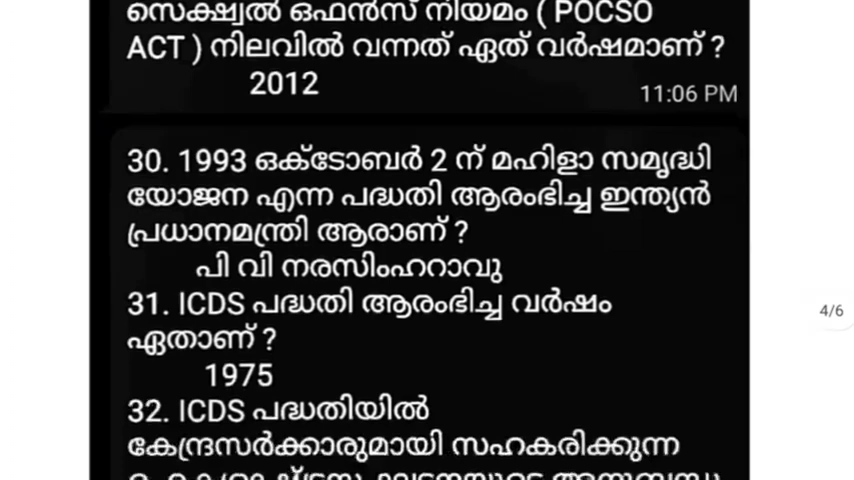 സെക്ഷ്വൽ ഒഫൻസ് നിയമം ( POCSO
ACT ) നിലവിൽ വന്നത് ഏത് വർഷമാണ് ?
2012
11:06 PM
30. 1993 ഒക്ടോബർ 2 ന് മഹിളാ സമൃദ്ധി
യോജന എന്ന പദ്ധതി ആരംഭിച്ച ഇന്ത്യൻ
പ്രധാനമന്ത്രി ആരാണ് ?
പി വി നരസിംഹറാവു
31. ICDS പദ്ധതി ആരംഭിച്ച വർഷം
ഏതാണ് ?
1975
4/6
32. ICDS പദ്ധതിയിൽ
കേന്ദ്രസർക്കാരുമായി സഹകരിക്കുന്ന